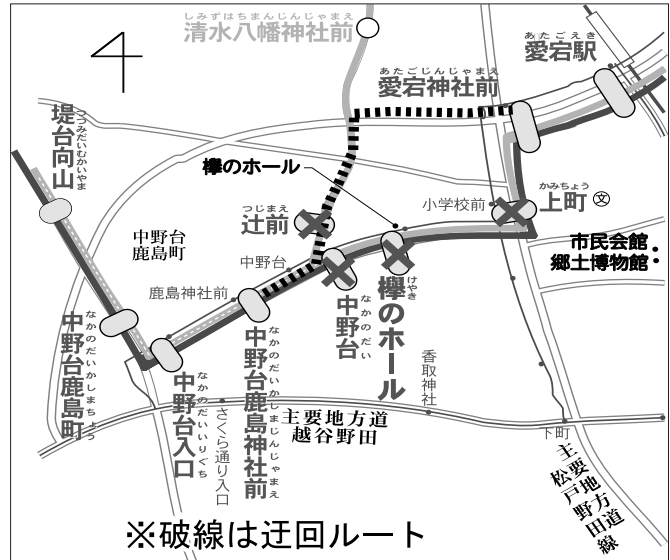 しみずはちまんじんじゃまえ
清水八幡神社前
あたごえき
愛宕駅
あたごじんじゃまえ
愛宕神社前
つつみだいむかいやま
堤台向山
欅のホール
かみちょう
上町
文
小学校前
つじまえ
辻前
中野台
鹿島町
市民会館
郷土博物館
中野台
鹿島神社前
けやき
欅のホール
なかのだい
中野台
なかのだいかしまちょう
中野台鹿島町
なかのだいいりぐち
中野台入口
さくら通り入口
なかのだいかしまじんじゃまえ
中野台鹿島神社前
香取神社
主要地方道
越谷野田
下町
主要地方道
松戸野田線
※破線は迂回ルート